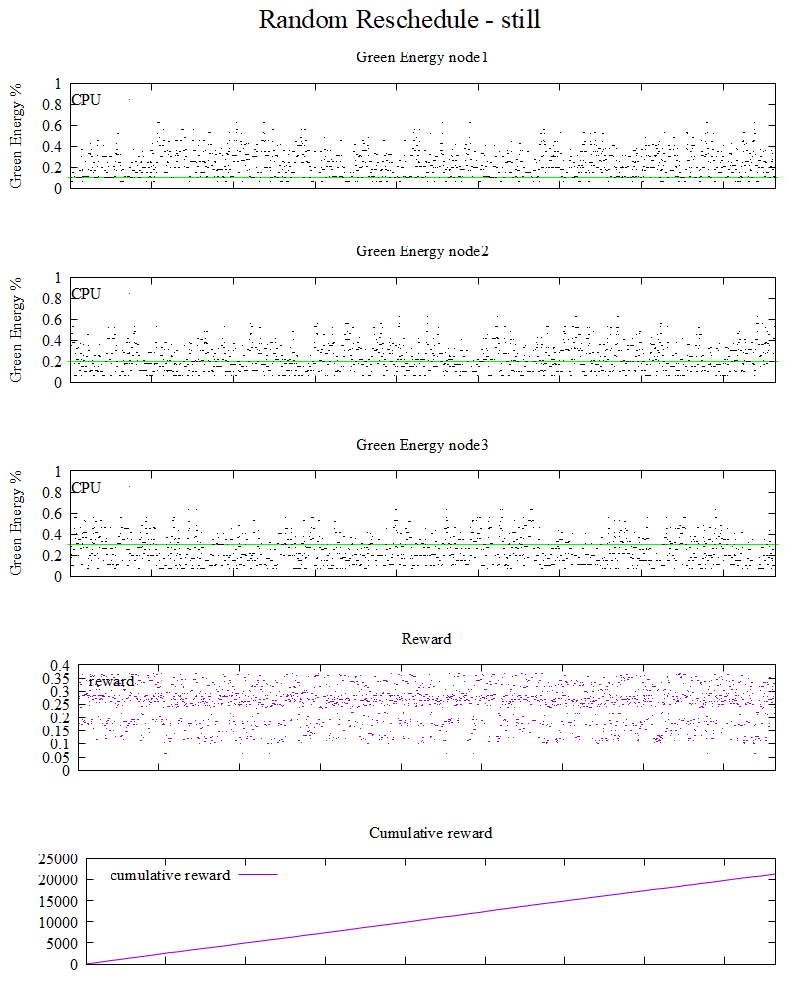 Random Reschedule - still
Green Energy node1
Green Energy %
1
0.8
0.6
0.4
0.2
0
CPU
Green Energy node2
Green Energy %
1
0.8
0.6
0.4
0.2
0
CPU
Green Energy node3
Green Energy %
1
0.8
0.6
0.4
0.2
0
CPU
Reward
0.4
0.35
0.3
0.25
0.2
0.15
0.1
0.05
0
reward
Cumulative reward
25000
20000
15000
10000
5000
0
cumulative reward